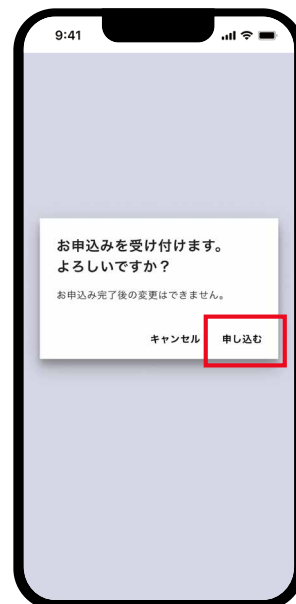 9:41
お申込みを受け付けます。
よろしいですか？
お申込み完了後の変更はできません。
キャンセル 申し込む